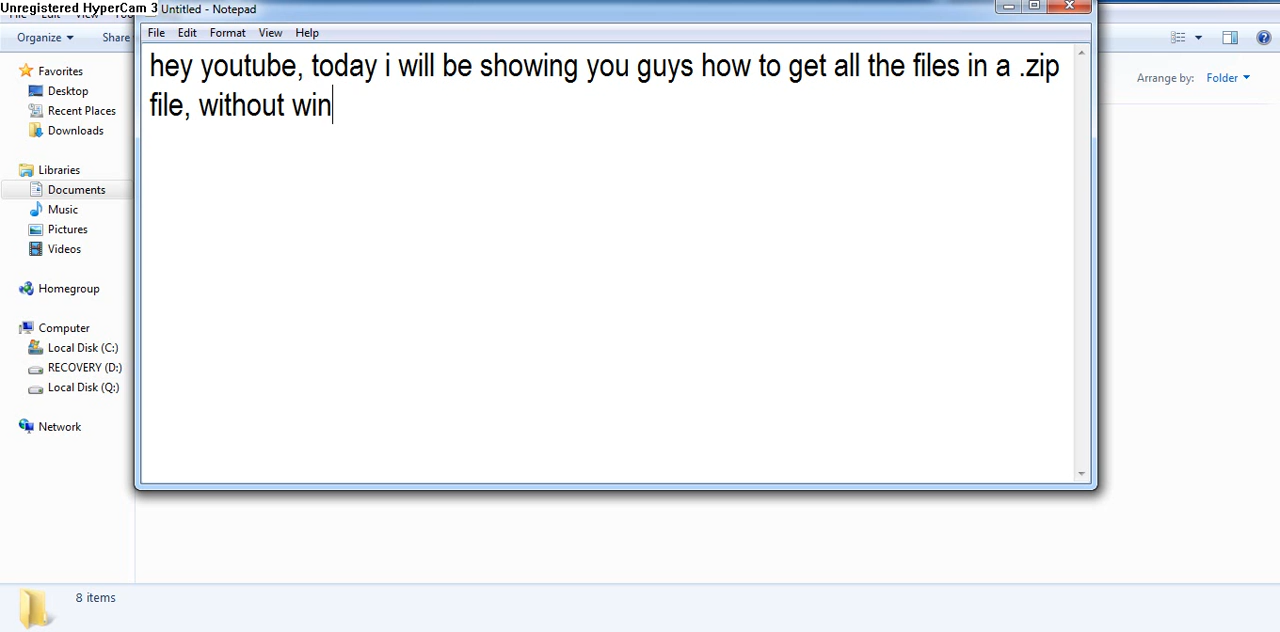 Unregistered HyperCam 3
Untitled - Notepad
File Edit Format View Help
hey youtube, today i will be showing you guys how to get all the files in a .zip
file, without win
Organize Share
Arrange by: Folder
Favorites
Desktop
Recent Places
Downloads
Libraries
Documents
Music
Pictures
Videos
Homegroup
Computer
Local Disk (C:)
RECOVERY (D:)
Local Disk (Q:)
Network
8 items